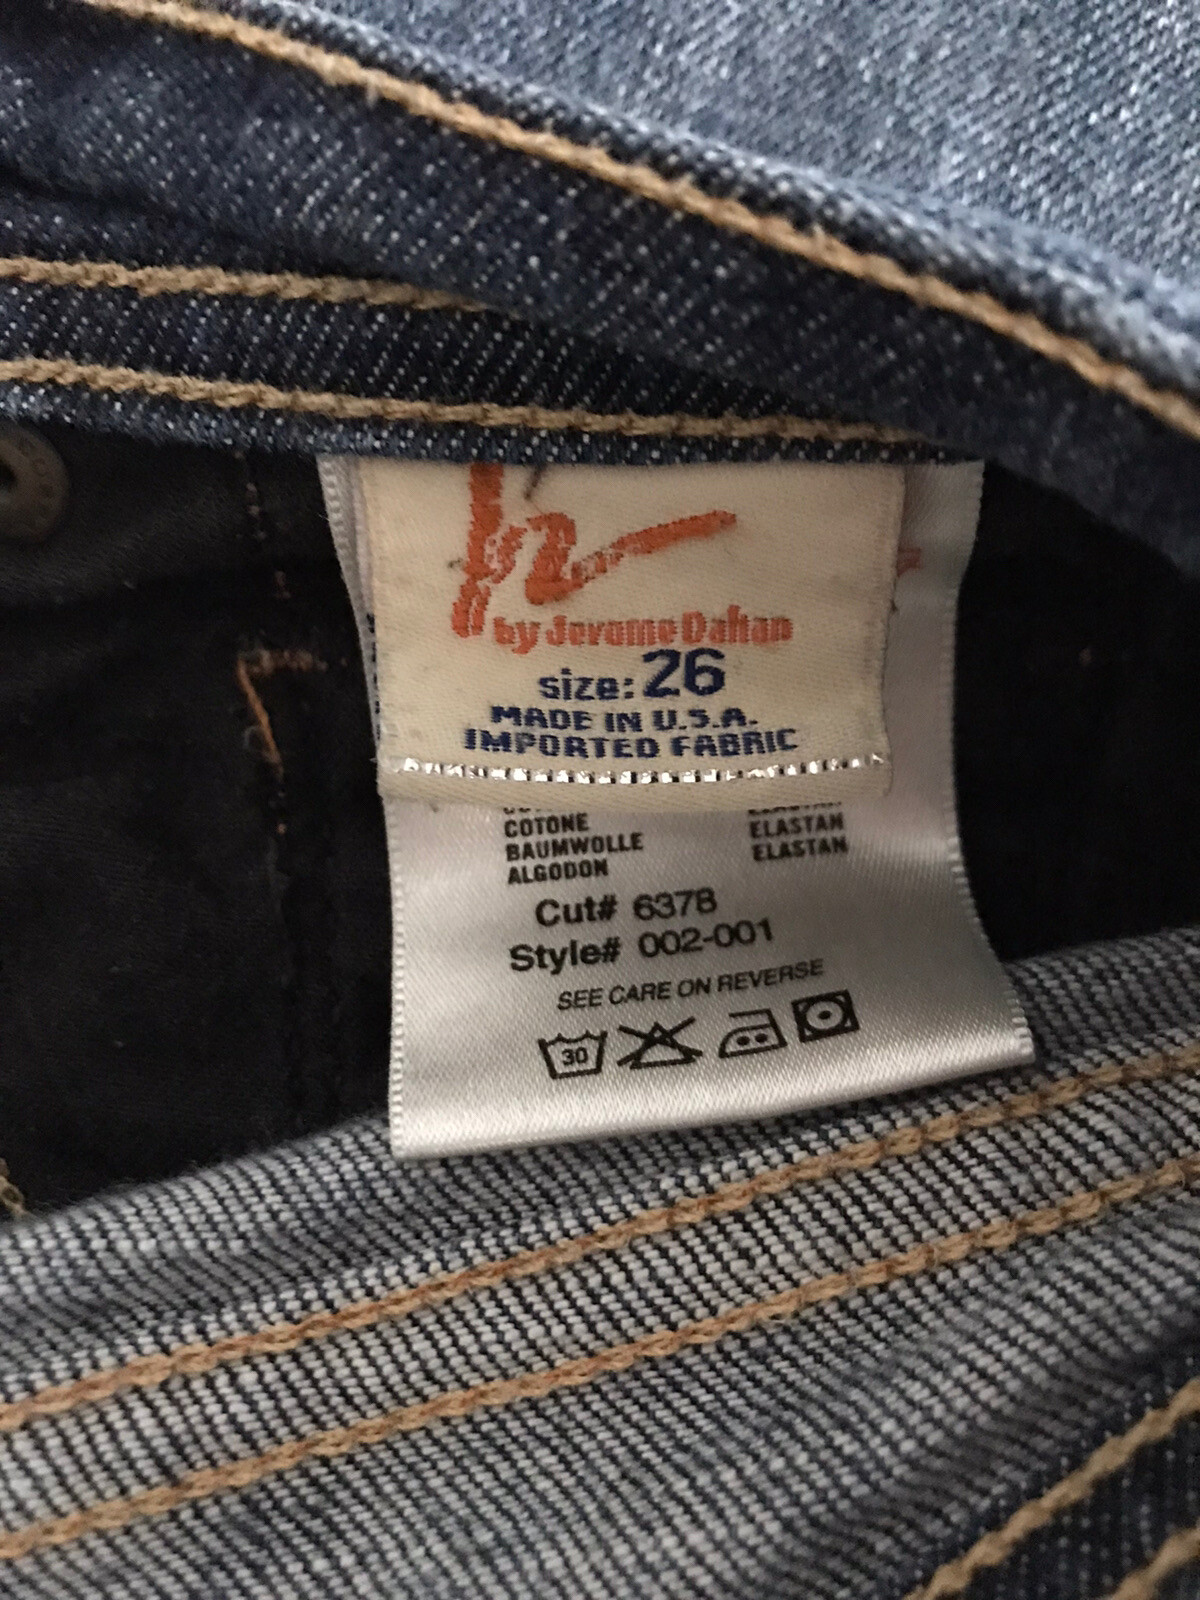 by Jerome Dahan
size: 26
MADE IN U.S.A.
IMPORTED FABRIC
COTONE
ELASTAN
BAUMWOLLE
ELASTAN
ALGODON
Cut# 6378
Style# 002-001
SEE CARE ON REVERSE
30